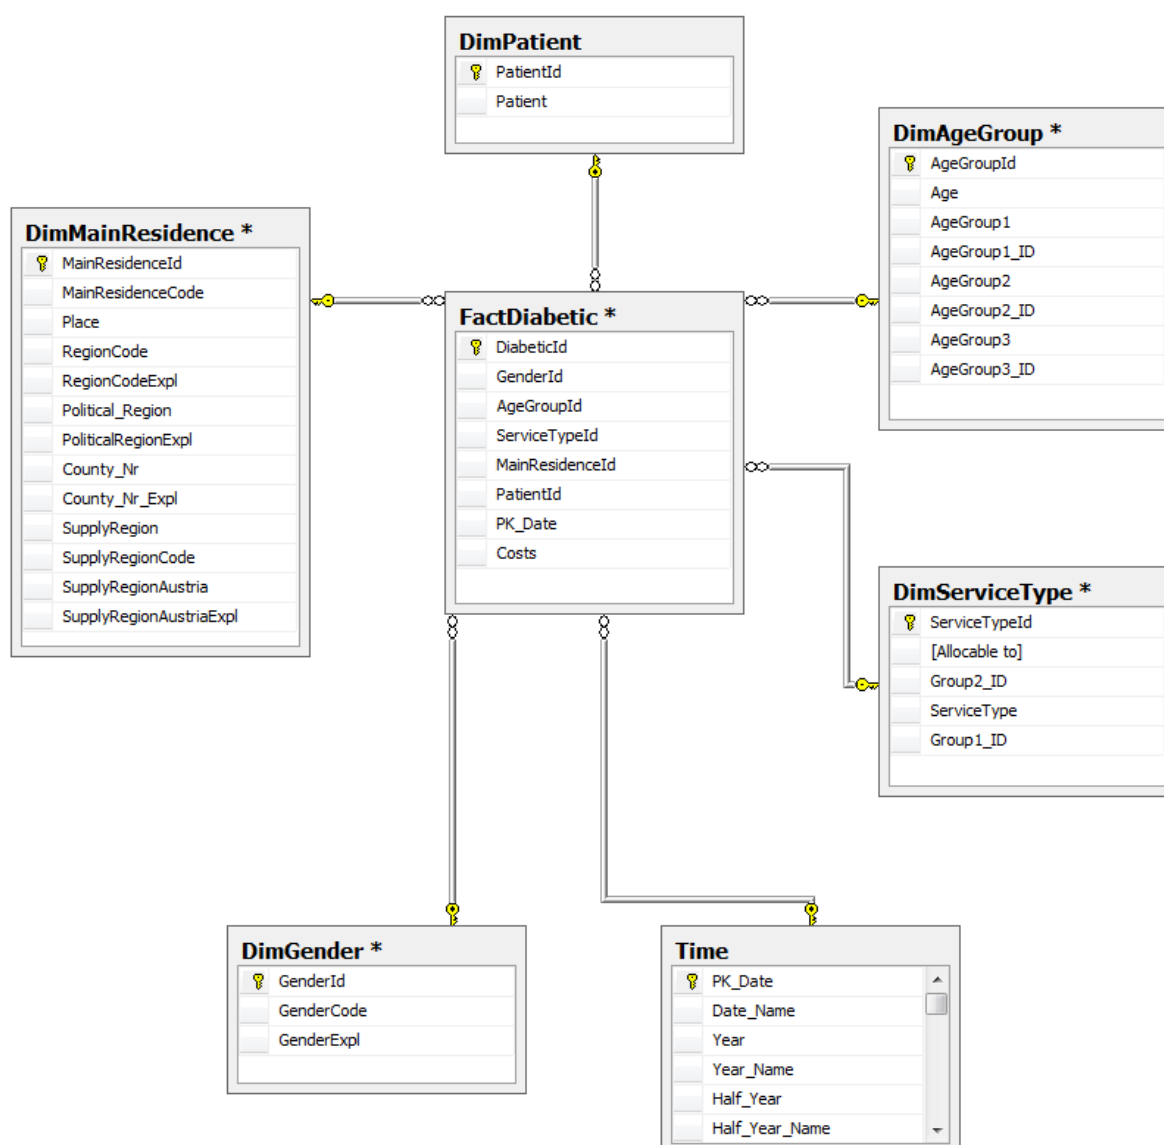 DimPatient
PatientId
Patient
DimAgeGroup *
AgeGroupId
Age
AgeGroup1
AgeGroup1_ID
AgeGroup2
AgeGroup2_ID
AgeGroup3
AgeGroup3_ID
DimMainResidence *
MainResidenceId
MainResidenceCode
Place
RegionCode
RegionCodeExpl
Political_Region
PoliticalRegionExpl
County_Nr
County_Nr_Expl
SupplyRegion
SupplyRegionCode
SupplyRegionAustria
SupplyRegionAustriaExpl
FactDiabetic *
DiabeticId
GenderId
AgeGroupId
ServiceTypeId
MainResidenceId
PatientId
PK_Date
Costs
DimServiceType *
ServiceTypeId
[Allocable to]
Group2_ID
ServiceType
Group1_ID
DimGender *
GenderId
GenderCode
GenderExpl
Time
PK_Date
Date_Name
Year
Year_Name
Half_Year
Half_Year_Name